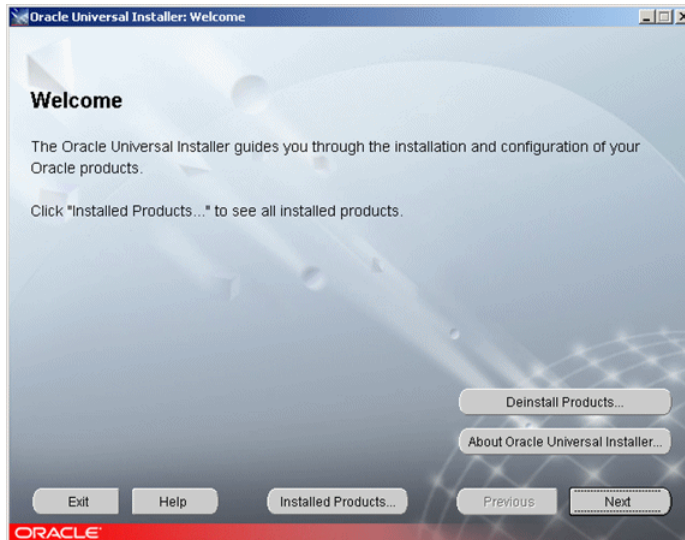 Oracle Universal Installer: Welcome
Welcome
The Oracle Universal Installer guides you through the installation and configuration of your
Oracle products.
Click "Installed Products..." to see all installed products.
Deinstall Products...
About Oracle Universal Installer...
Exit Help Installed Products... Previous Next
ORACLE